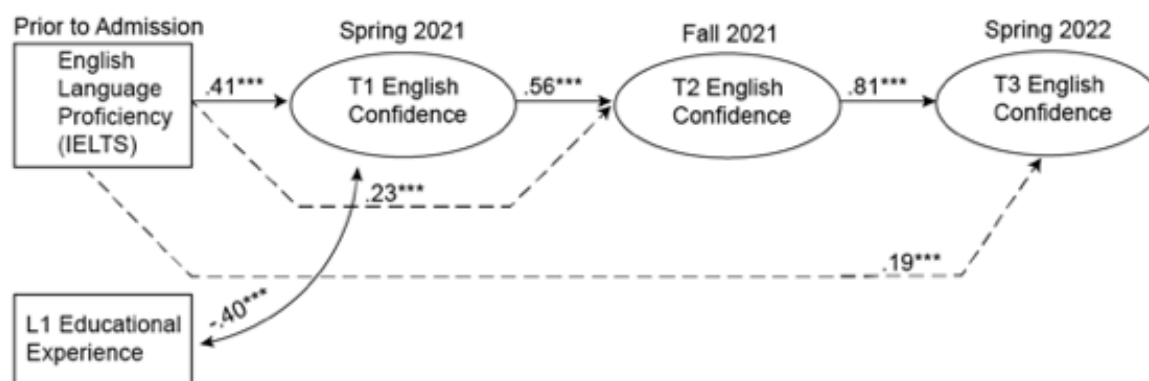 Prior to Admission
English
Language
Proficiency
(IELTS)
.41***
Spring 2021
T1 English
Confidence
.56***
Fall 2021
T2 English
Confidence
.81***
Spring 2022
T3 English
Confidence
.23***
.19***
-.40***
L1 Educational
Experience